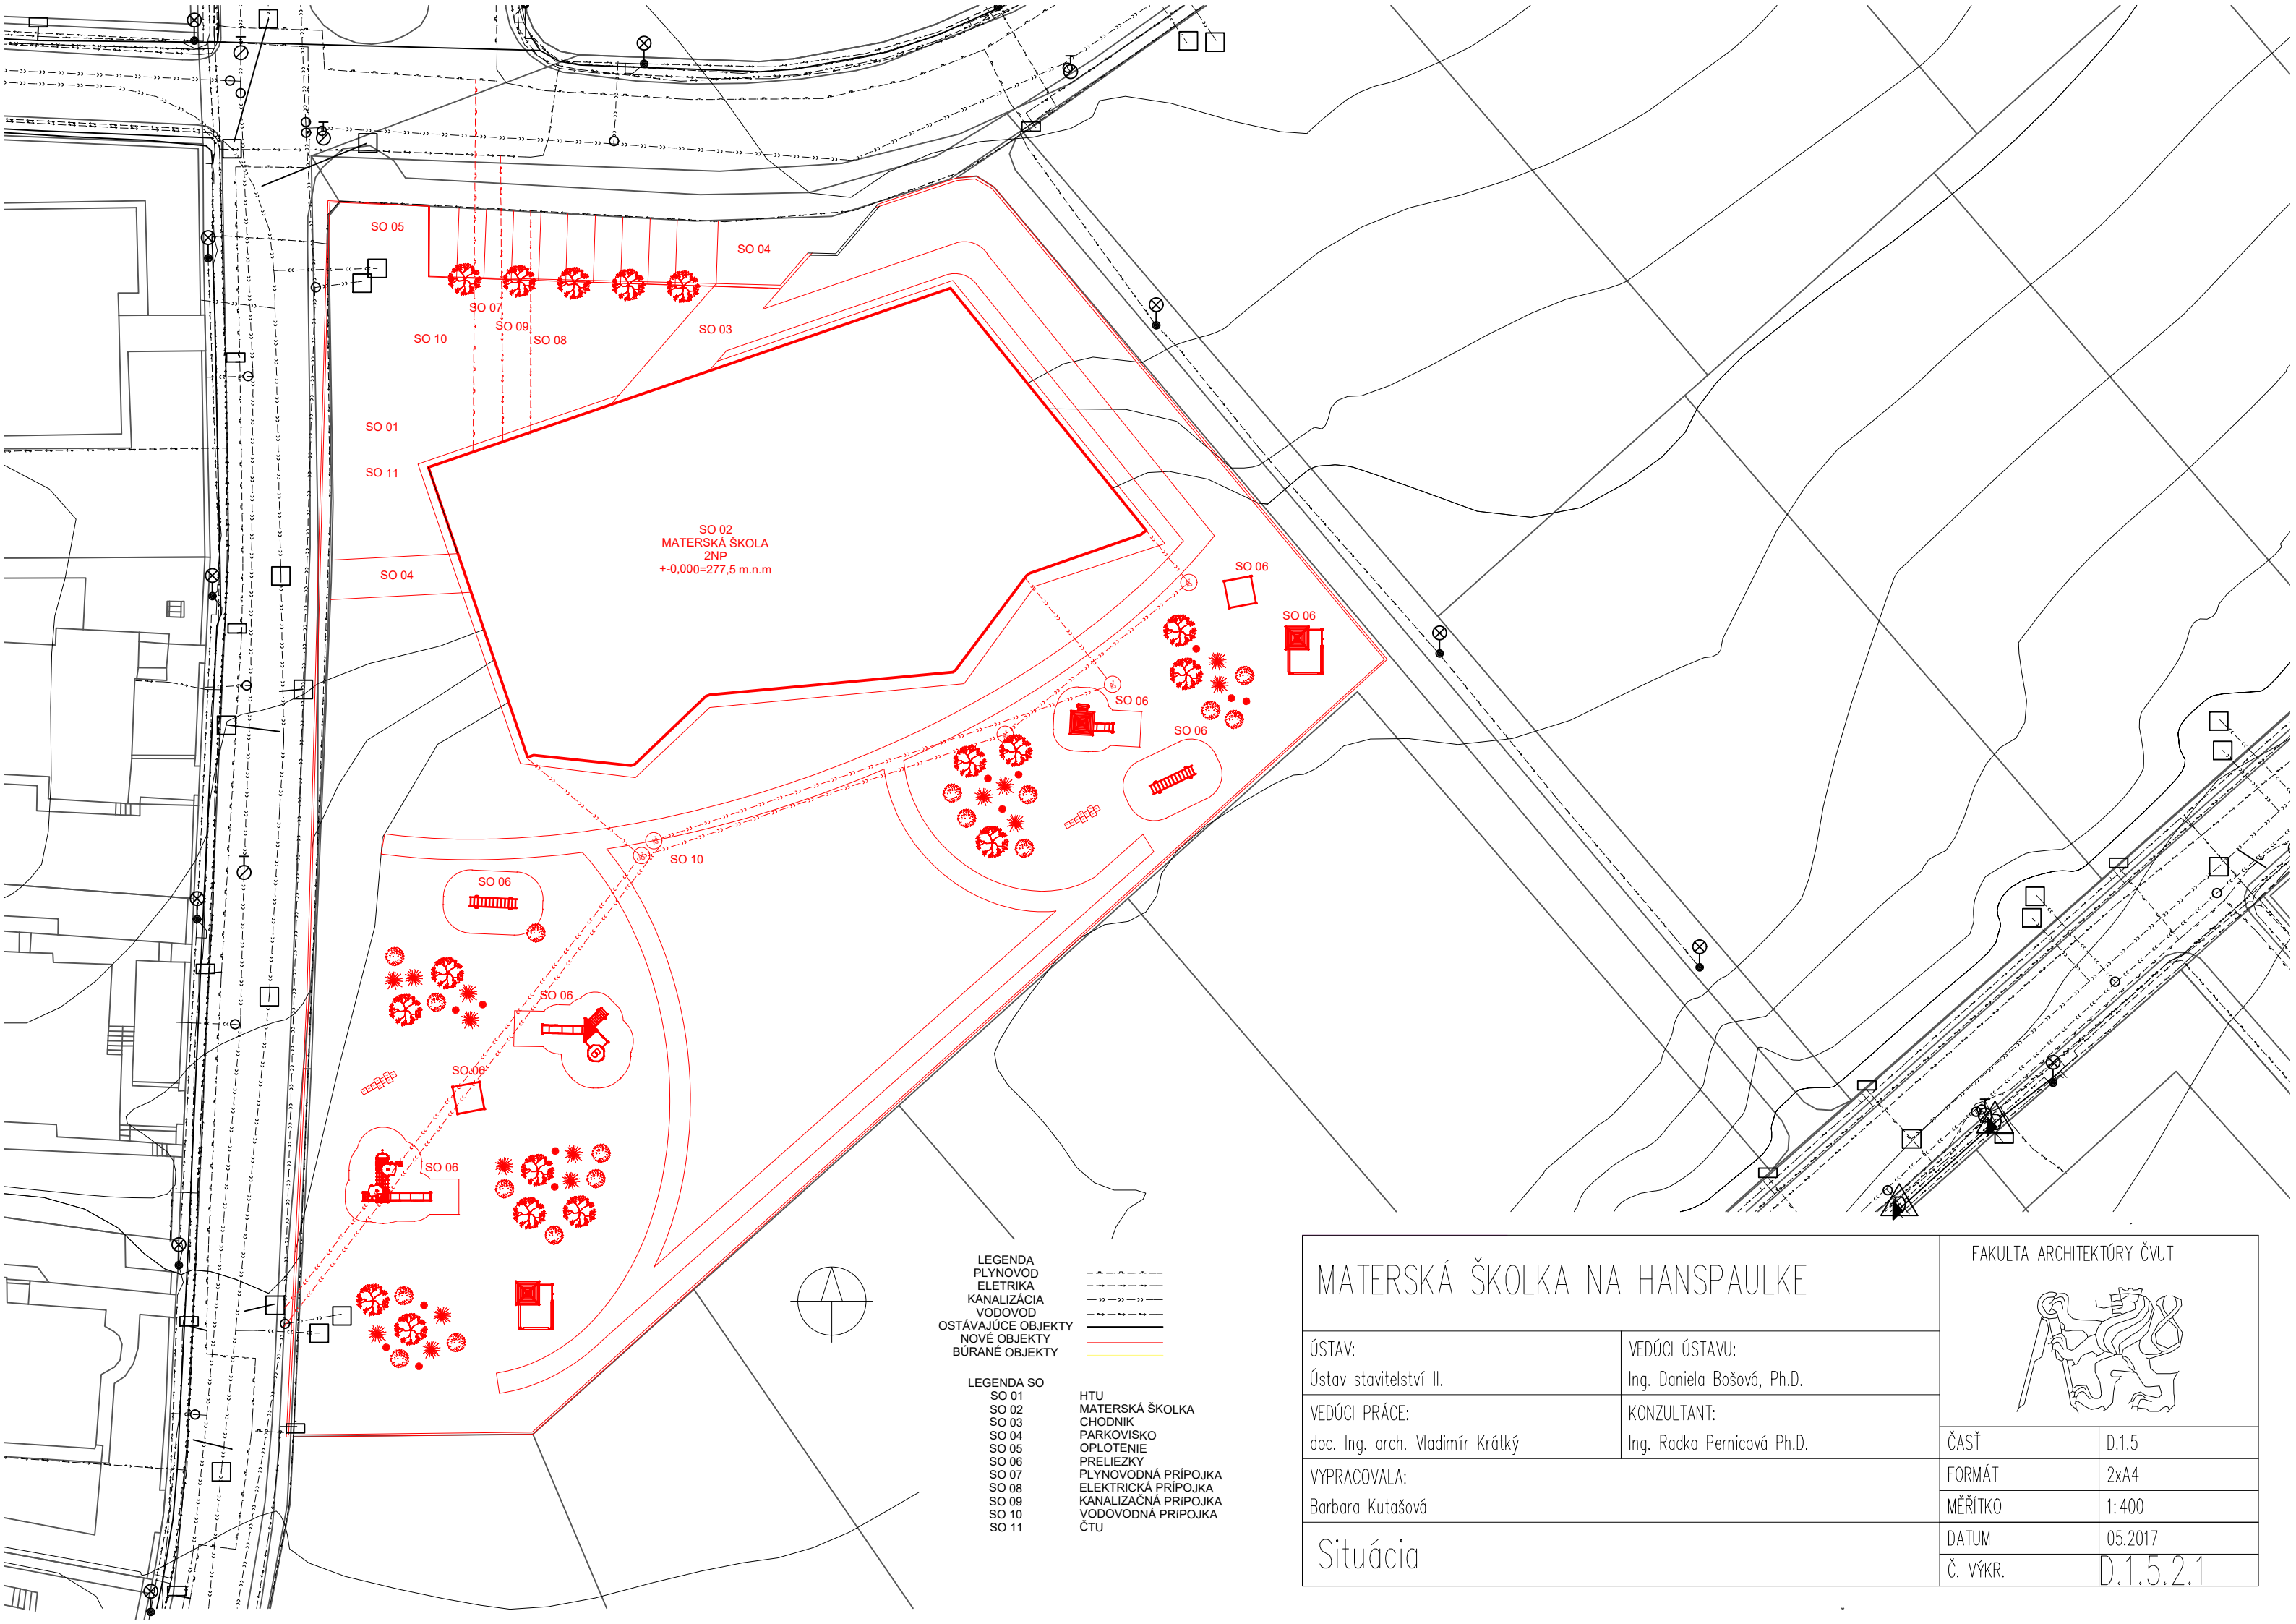 SO 05
SO 04
SO 07
SO 09
SO 03
SO 10
SO 08
SO 01
SO 11
SO 02
MATERSKÁ ŠKOLA
2NP
+-0,000=277,5 m.n.m
SO 04
SO 06
SO 06
SO 06
SO 06
SO 10
SO 06
SO 06
SO 06
SO 06
LEGENDA
PLYNOVOD
ELETRIKA
KANALIZÁCIA
VODOVOD
OSTÁVAJÚCE OBJEKTY
NOVÉ OBJEKTY
BÚRANÉ OBJEKTY
LEGENDA SO
SO 01 HTU
SO 02 MATERSKÁ ŠKOLKA
SO 03 CHODNIK
SO 04 PARKOVISKO
SO 05 OPLOTENIE
SO 06 PRELIEZKY
SO 07 PLYNOVODNÁ PRÍPOJKA
SO 08 ELEKTRICKÁ PRÍPOJKA
SO 09 KANALIZAČNÁ PRIPOJKA
SO 10 VODOVODNÁ PRIPOJKA
SO 11 ČTU
MATERSKÁ ŠKOLKA NA HANSPAULKE
FAKULTA ARCHITEKTÚRY ČVUT
ÚSTAV:
Ústav stavitelství II.
VEDÚCI ÚSTAVU:
Ing. Daniela Bošová, Ph.D.
VEDÚCI PRÁCE:
doc. Ing. arch. Vladimír Krátký
KONZULTANT:
Ing. Radka Pernicová Ph.D.
VYPRACOVALA:
Barbara Kutašová
Situácia
ČASŤ D.1.5
FORMÁT 2xA4
MĚŘÍTKO 1:400
DATUM 05.2017
Č. VÝKR. D.1.5.2.1